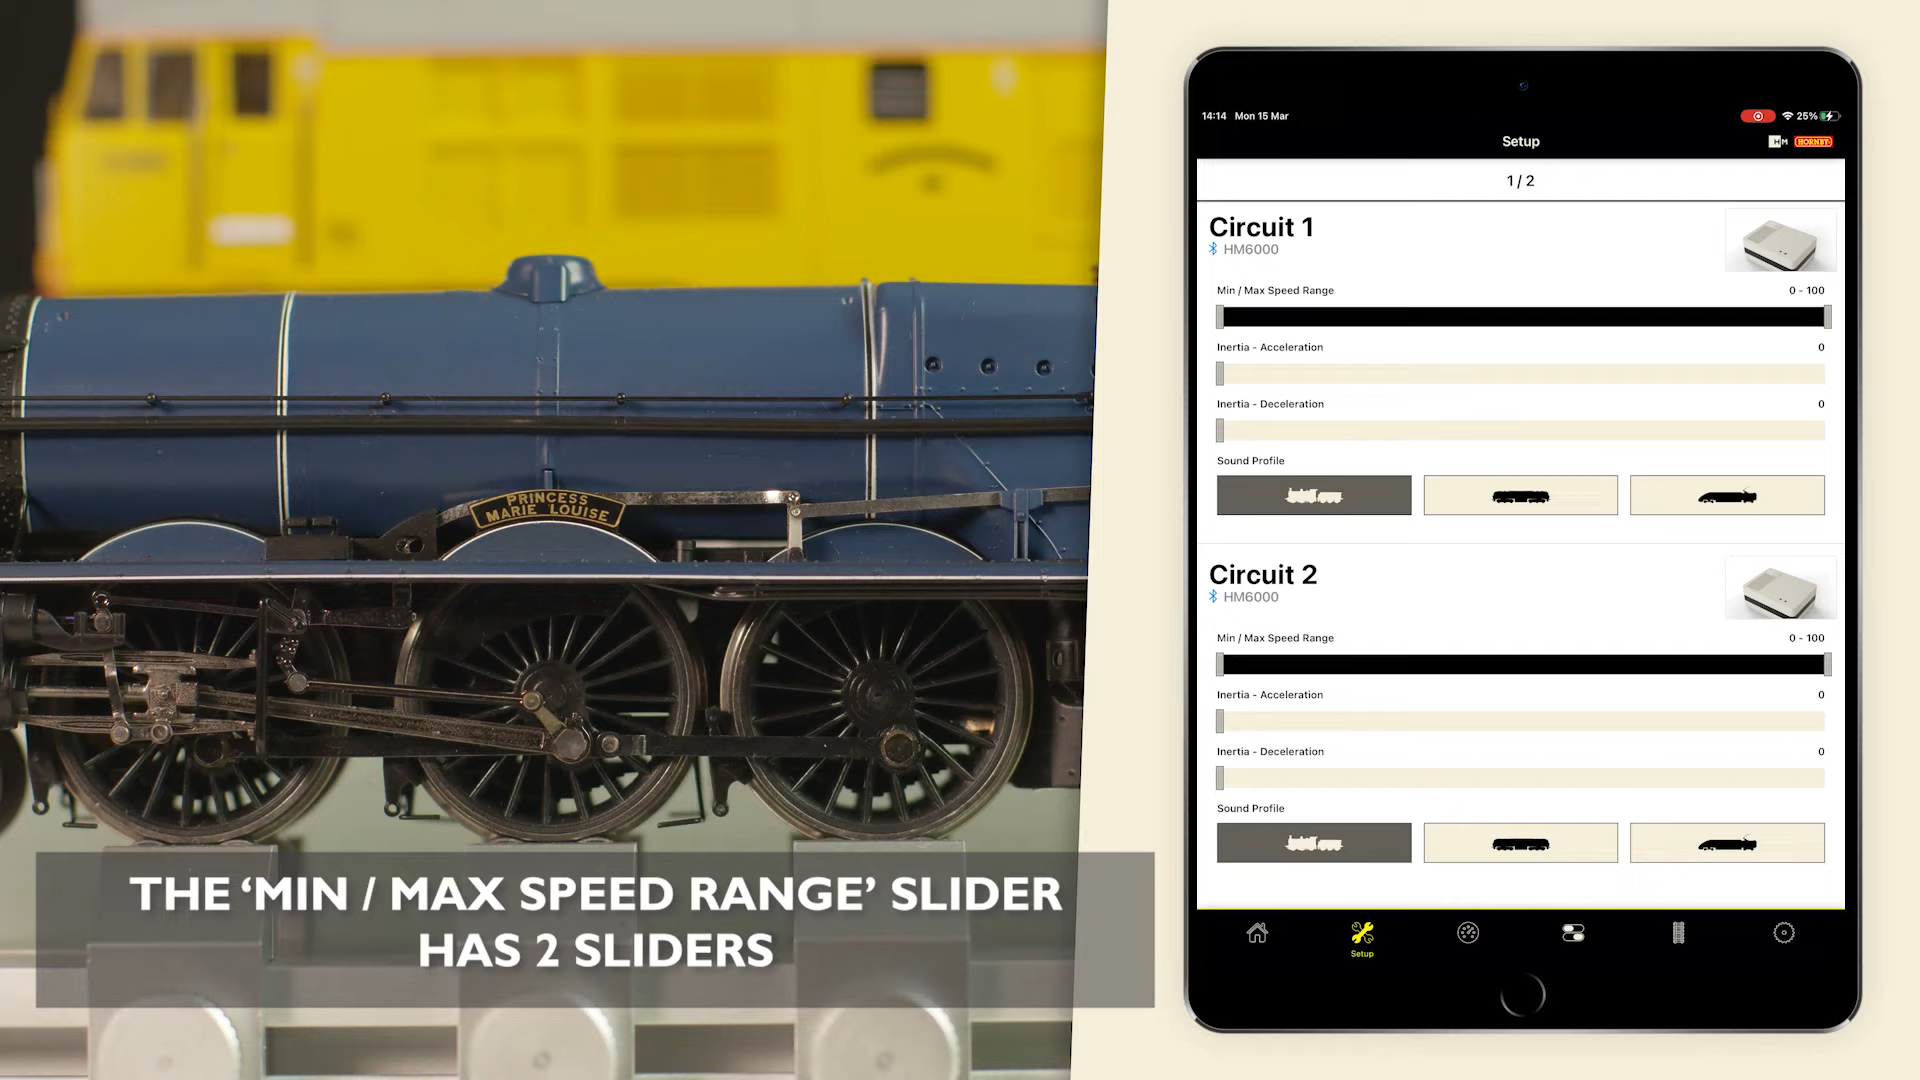 PRINCESS
MARIE LOUISE
THE ‘MIN / MAX SPEED RANGE’ SLIDER
HAS 2 SLIDERS
14:14 Mon 15 Mar
25%
Setup
HM HORNBY
1 / 2
Circuit 1
HM6000
Min / Max Speed Range 0 - 100
Inertia - Acceleration 0
Inertia - Deceleration 0
Sound Profile
Circuit 2
HM6000
Min / Max Speed Range 0 - 100
Inertia - Acceleration 0
Inertia - Deceleration 0
Sound Profile
Setup